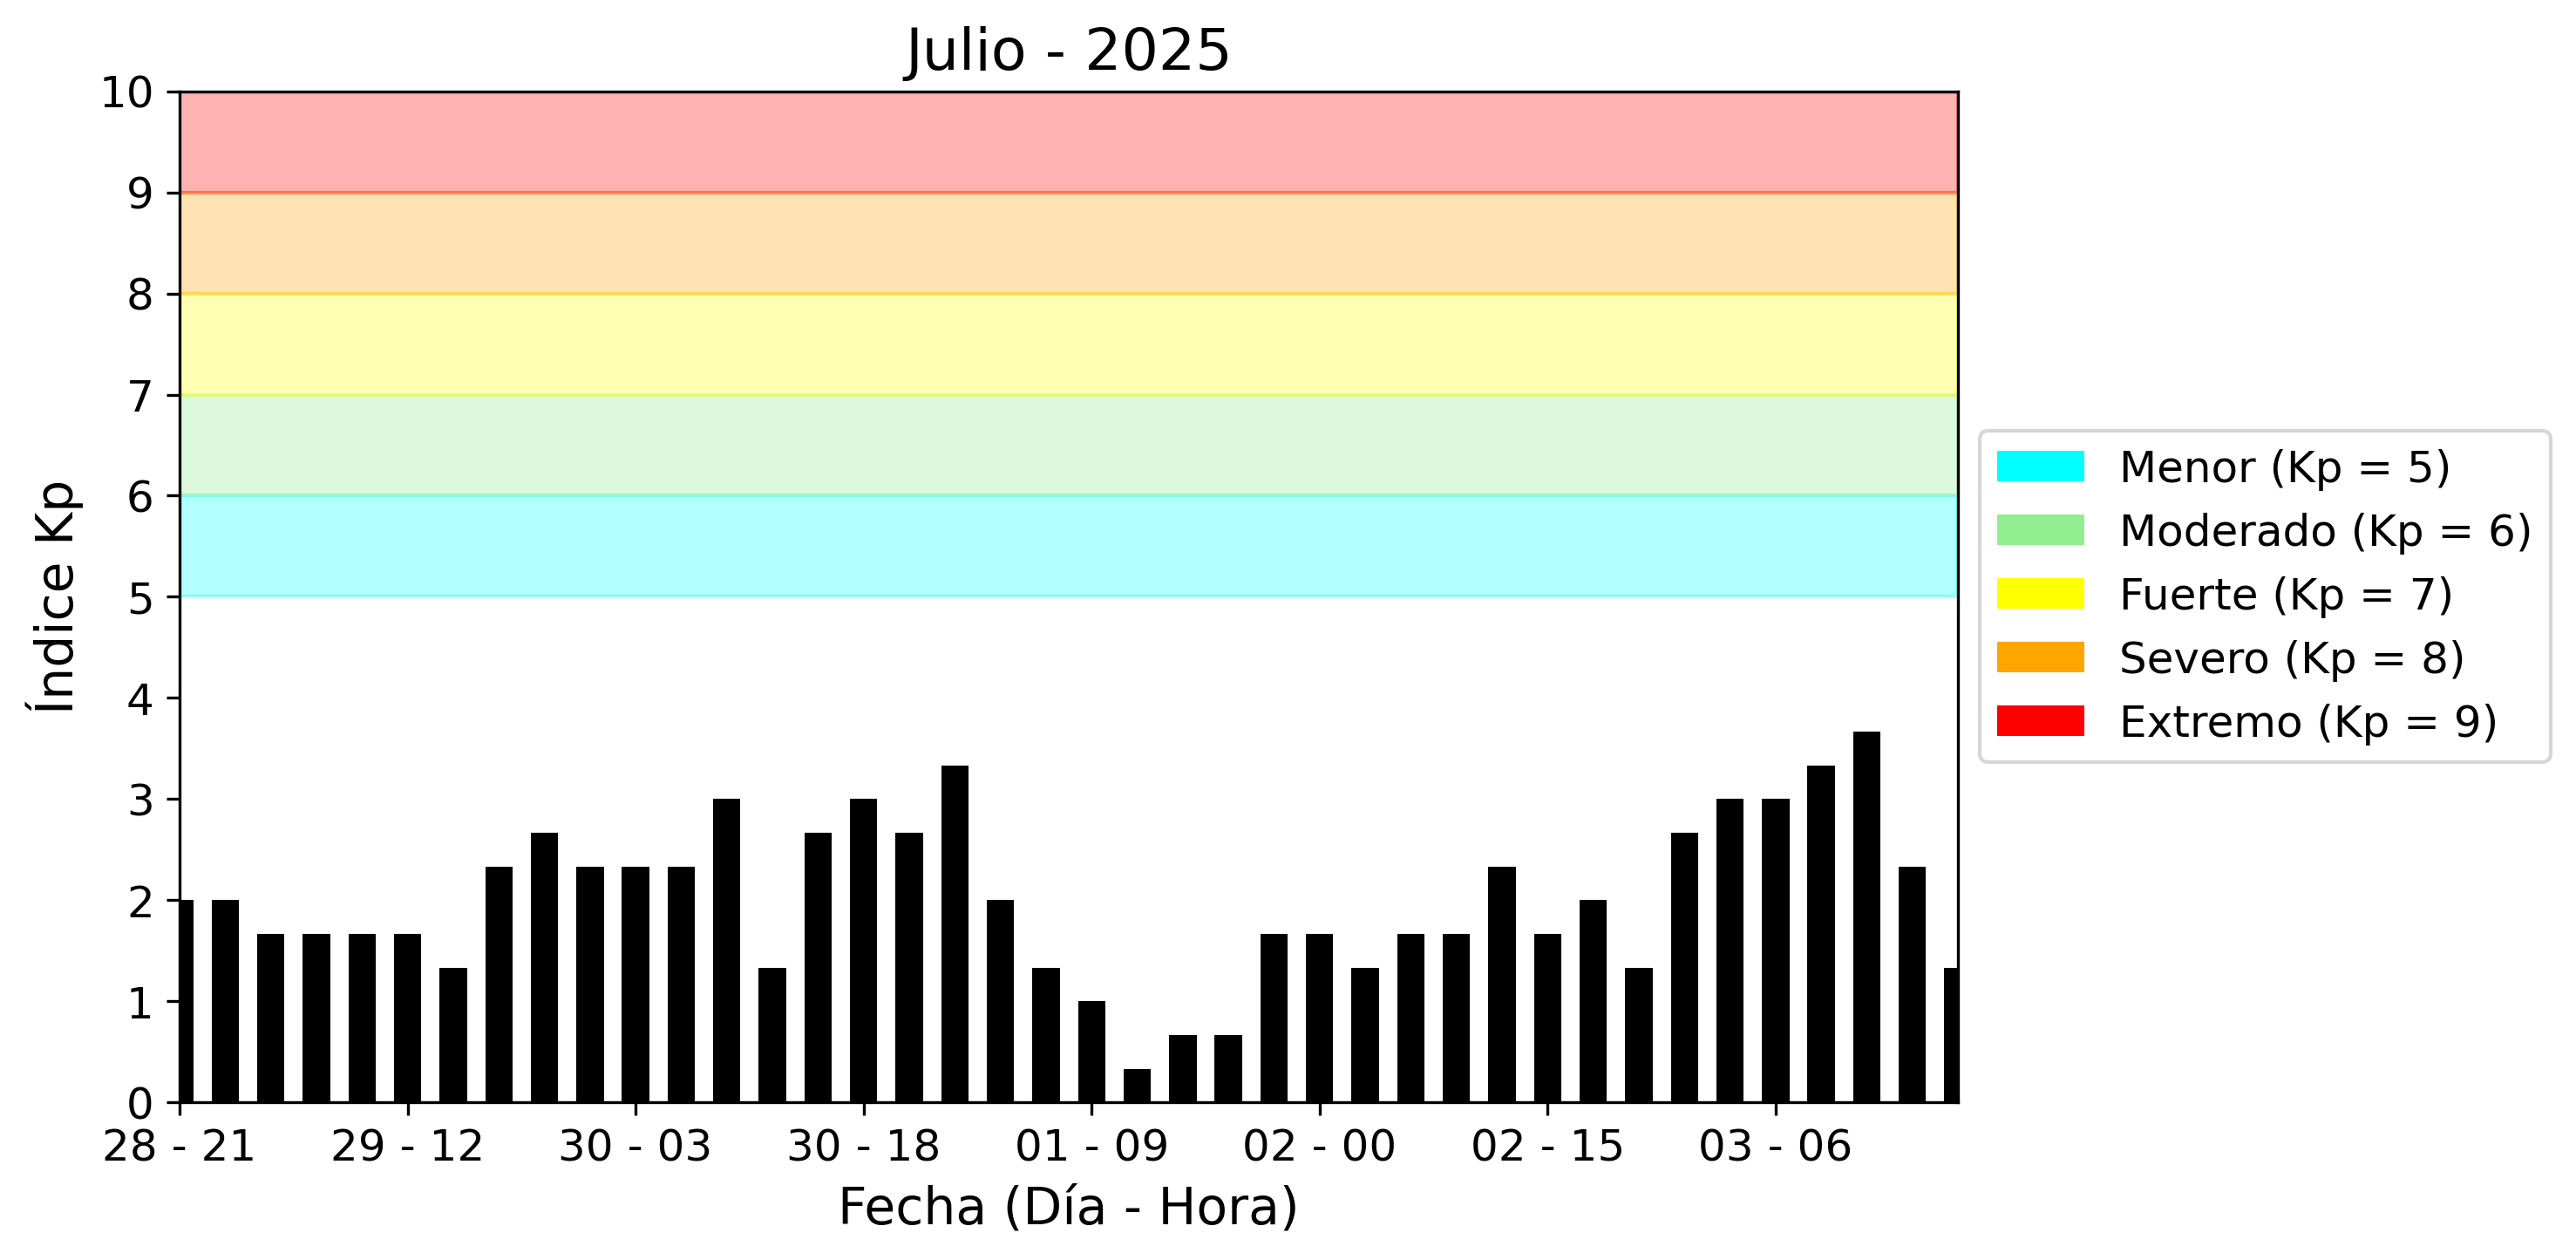 Julio - 2025
10
9
8
7
6
5
4
3
2
1
0
Índice Kp
28 - 21
29 - 12
30 - 03
30 - 18
01 - 09
02 - 00
02 - 15
03 - 06
Fecha (Día - Hora)
Menor (Kp = 5)
Moderado (Kp = 6)
Fuerte (Kp = 7)
Severo (Kp = 8)
Extremo (Kp = 9)